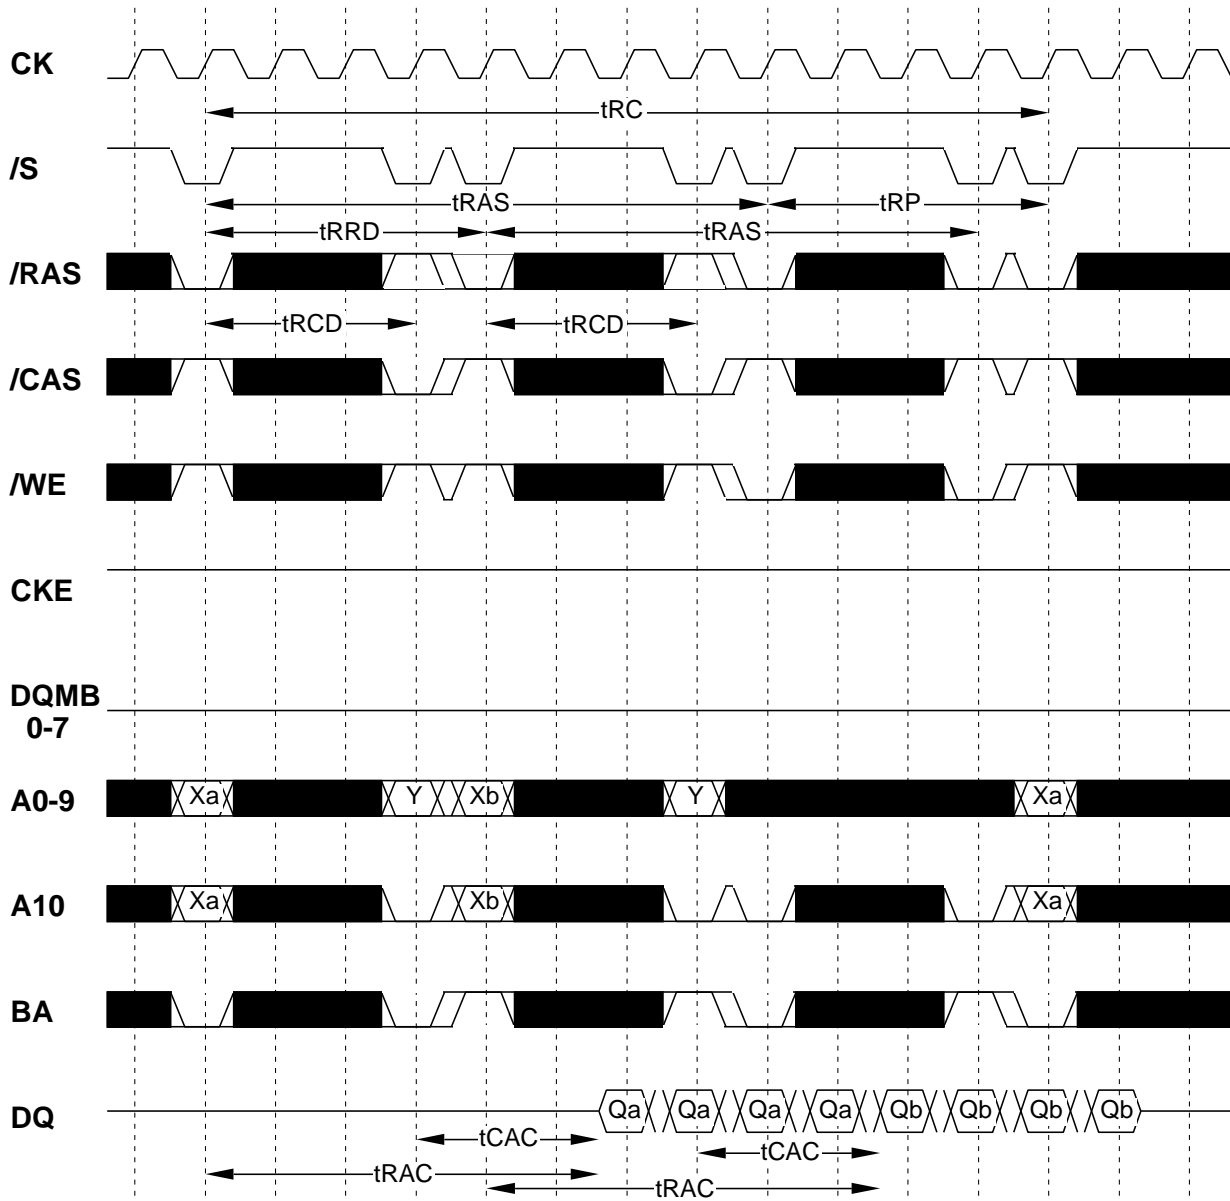 CK
tRC
/S
tRAS tRP
tRRD tRAS
/RAS
tRCD tRCD
/CAS
/WE
CKE
DQMB
0-7
A0-9 Xa Y Xb Y Xa
A10 Xa Xb Xa
BA
DQ Qa Qa Qa Qa Qb Qb Qb Qb
tCAC tCAC
tRAC tRAC